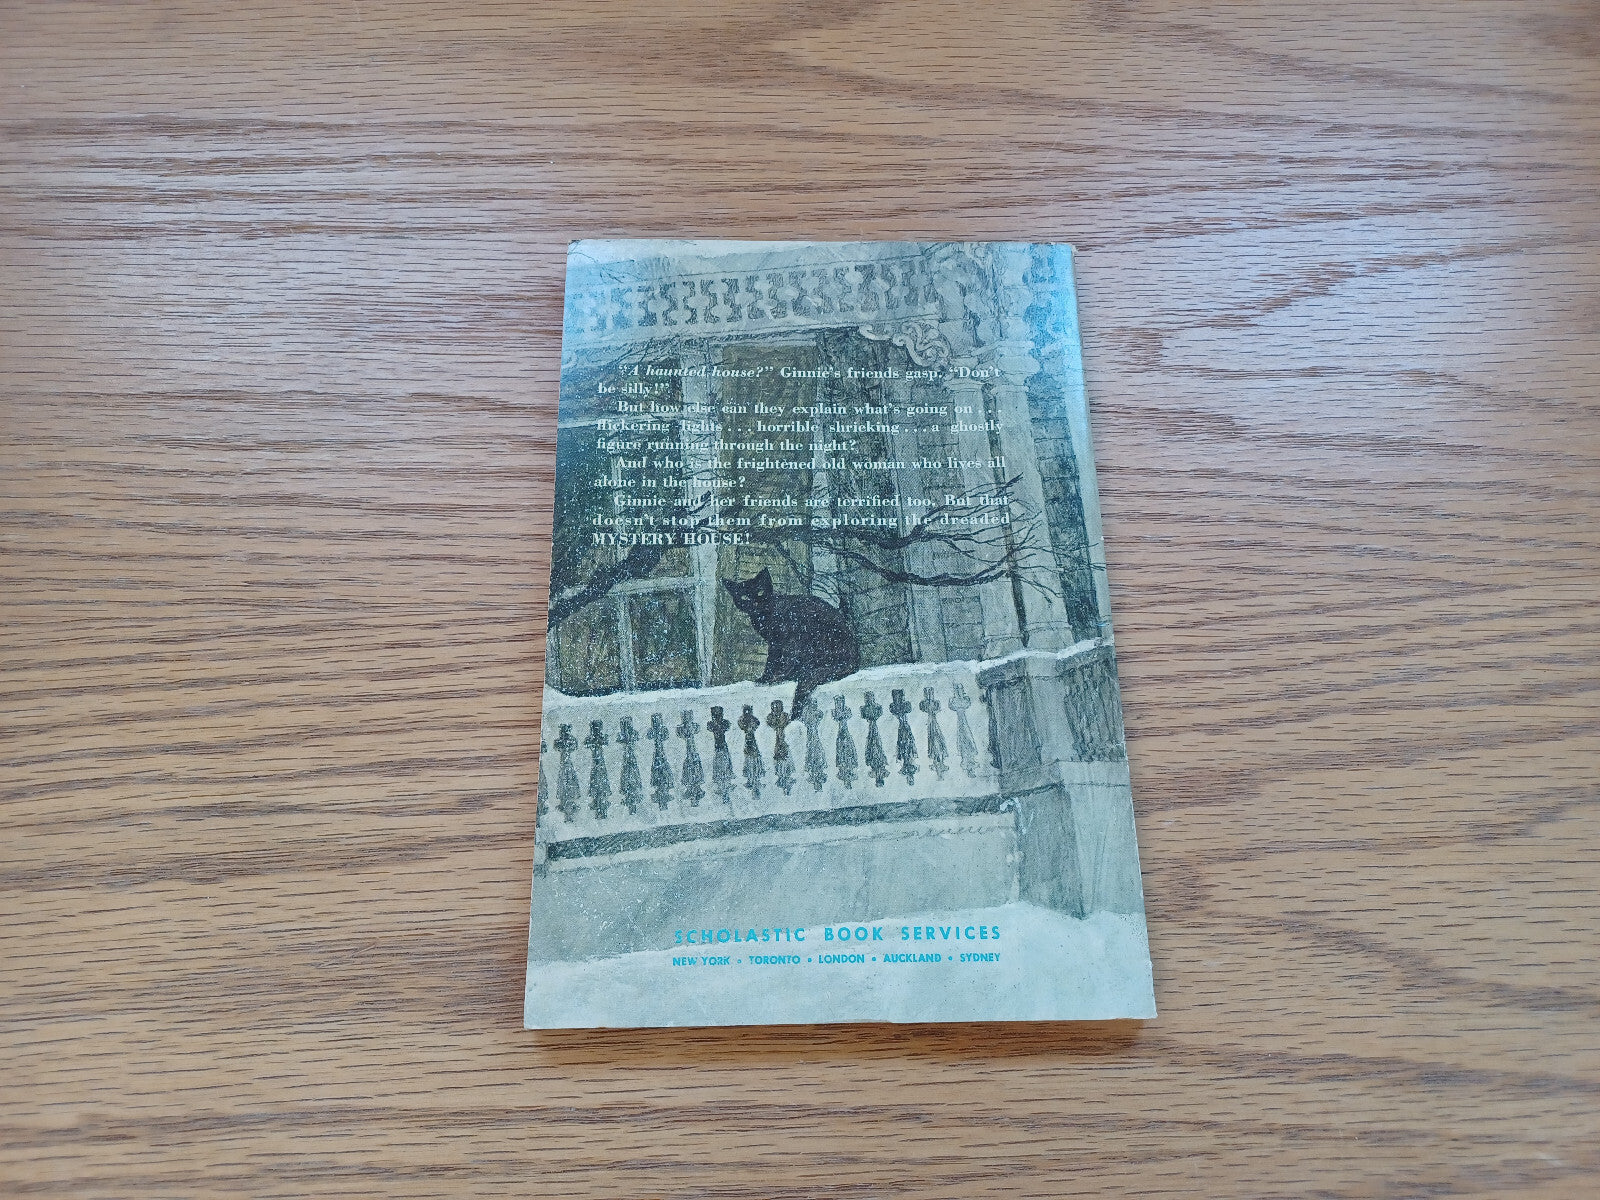 "A haunted house?" Ginnie's friends gasp. "Don't
be silly!"
But how else can they explain what's going on . . .
flickering lights . . . horrible shrieking . . . a ghostly
figure running through the night?
And who is the frightened old woman who lives all
alone in the house?
Ginnie and her friends are terrified too. But that
doesn't stop them from exploring the dreaded
MYSTERY HOUSE!
SCHOLASTIC BOOK SERVICES
NEW YORK • TORONTO • LONDON • AUCKLAND • SYDNEY